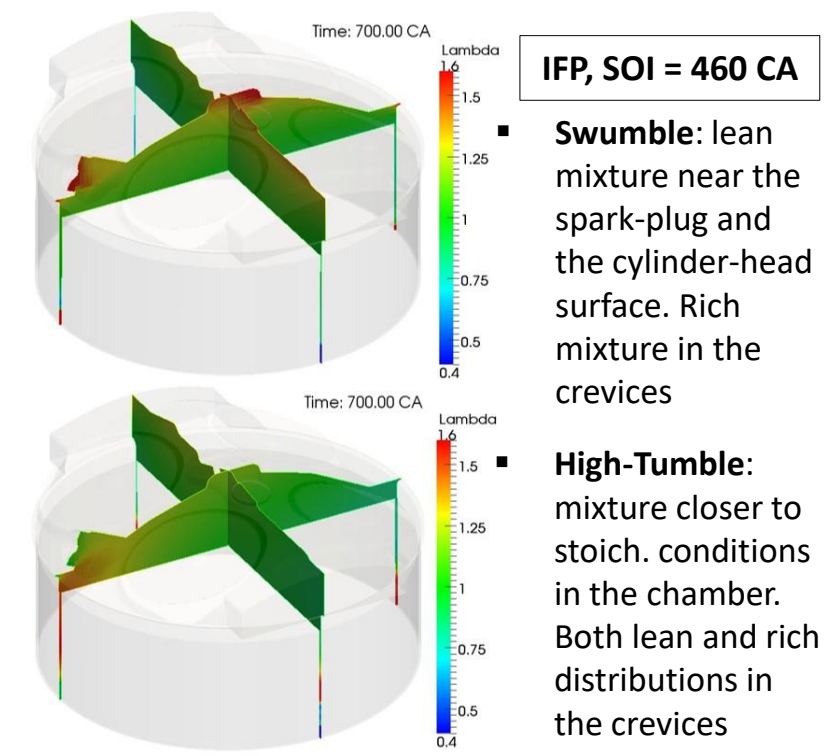 Time: 700.00 CA
Lambda
1.6
1.5
1.25
1
0.75
0.5
0.4
IFP, SOI = 460 CA
▪ Swumble: lean
mixture near the
spark-plug and
the cylinder-head
surface. Rich
mixture in the
crevices
Time: 700.00 CA
Lambda
1.6
1.5
1.25
1
0.75
0.5
0.4
▪ High-Tumble:
mixture closer to
stoich. conditions
in the chamber.
Both lean and rich
distributions in
the crevices